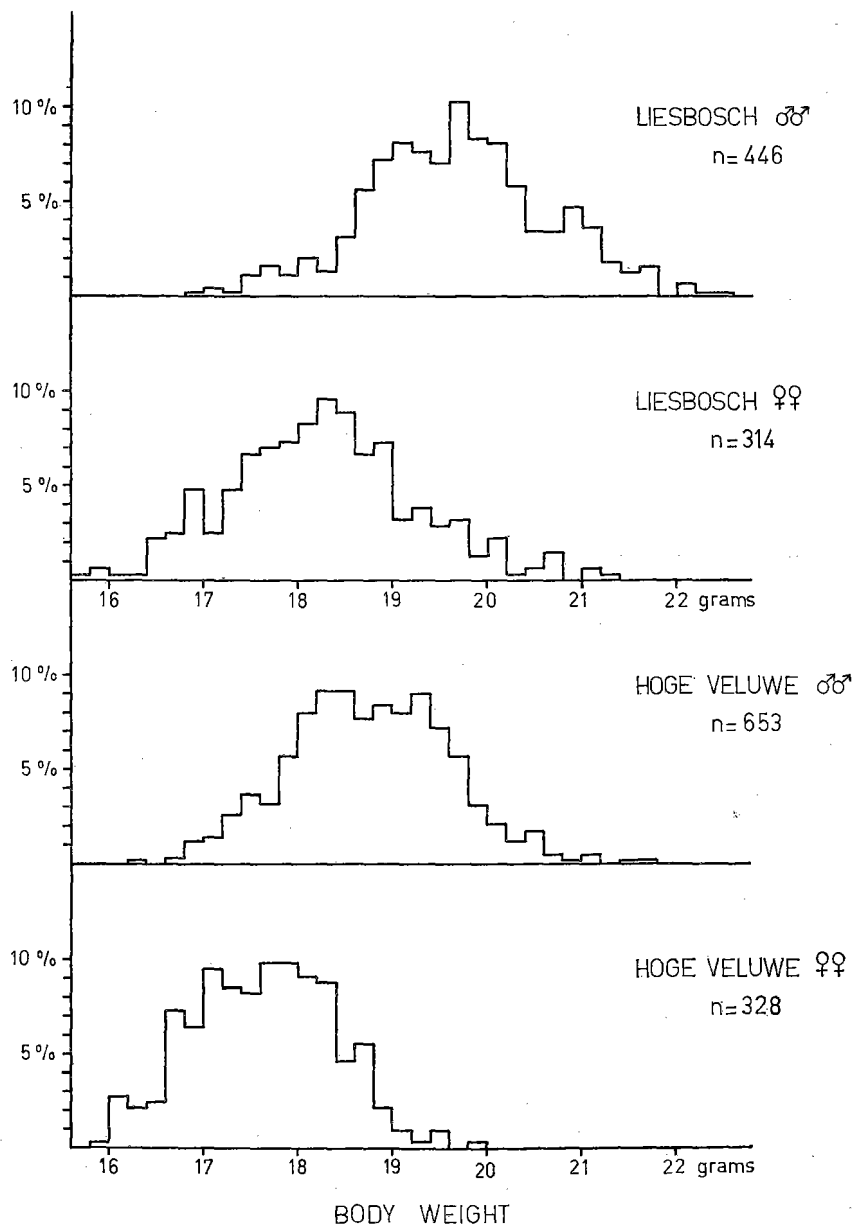 10 %
5 %
LIESBOSCH ♂♂
n= 446
10 %
5 %
LIESBOSCH ♀♀
n= 314
16 17 18 19 20 21 22 grams
10 %
5 %
HOGE VELUWE ♂♂
n= 653
10 %
5 %
HOGE VELUWE ♀♀
n= 328
16 17 18 19 20 21 22 grams
BODY WEIGHT